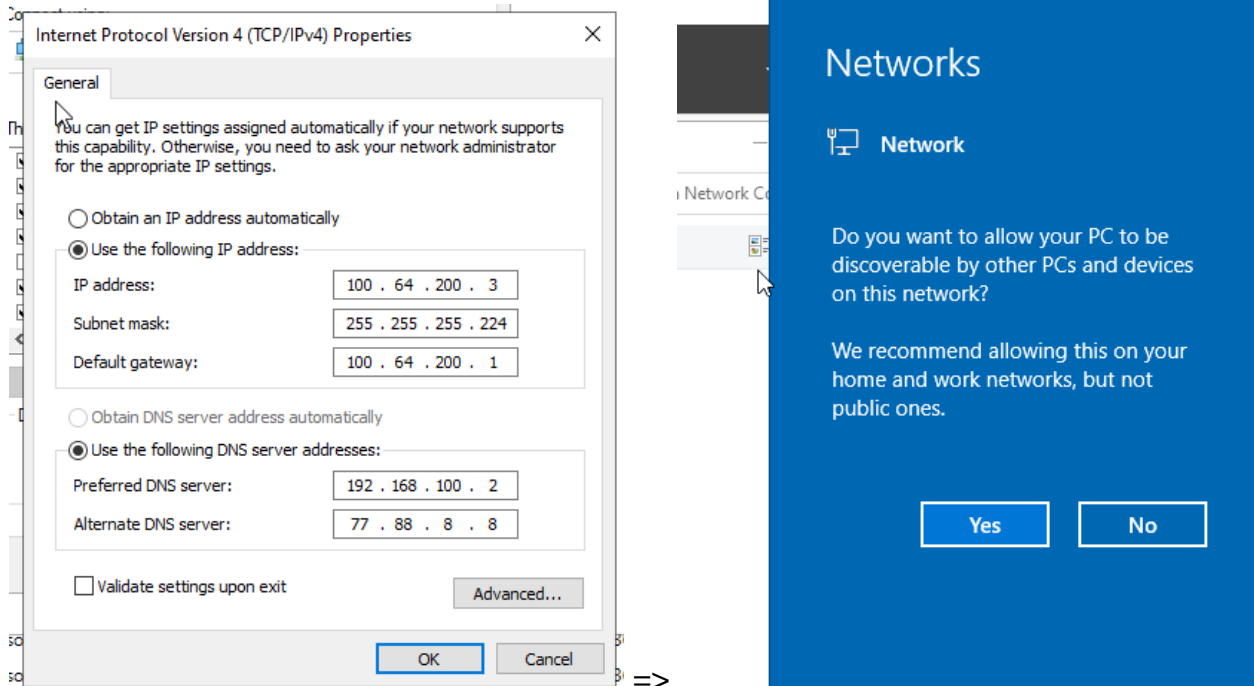 Internet Protocol Version 4 (TCP/IPv4) Properties
General
You can get IP settings assigned automatically if your network supports
this capability. Otherwise, you need to ask your network administrator
for the appropriate IP settings.
Obtain an IP address automatically
Use the following IP address:
IP address: 100 . 64 . 200 . 3
Subnet mask: 255 . 255 . 255 . 224
Default gateway: 100 . 64 . 200 . 1
Obtain DNS server address automatically
Use the following DNS server addresses:
Preferred DNS server: 192 . 168 . 100 . 2
Alternate DNS server: 77 . 88 . 8 . 8
Validate settings upon exit
Advanced...
OK Cancel
=>
Network
Networks
Network
Do you want to allow your PC to be
discoverable by other PCs and devices
on this network?
We recommend allowing this on your
home and work networks, but not
public ones.
Yes No